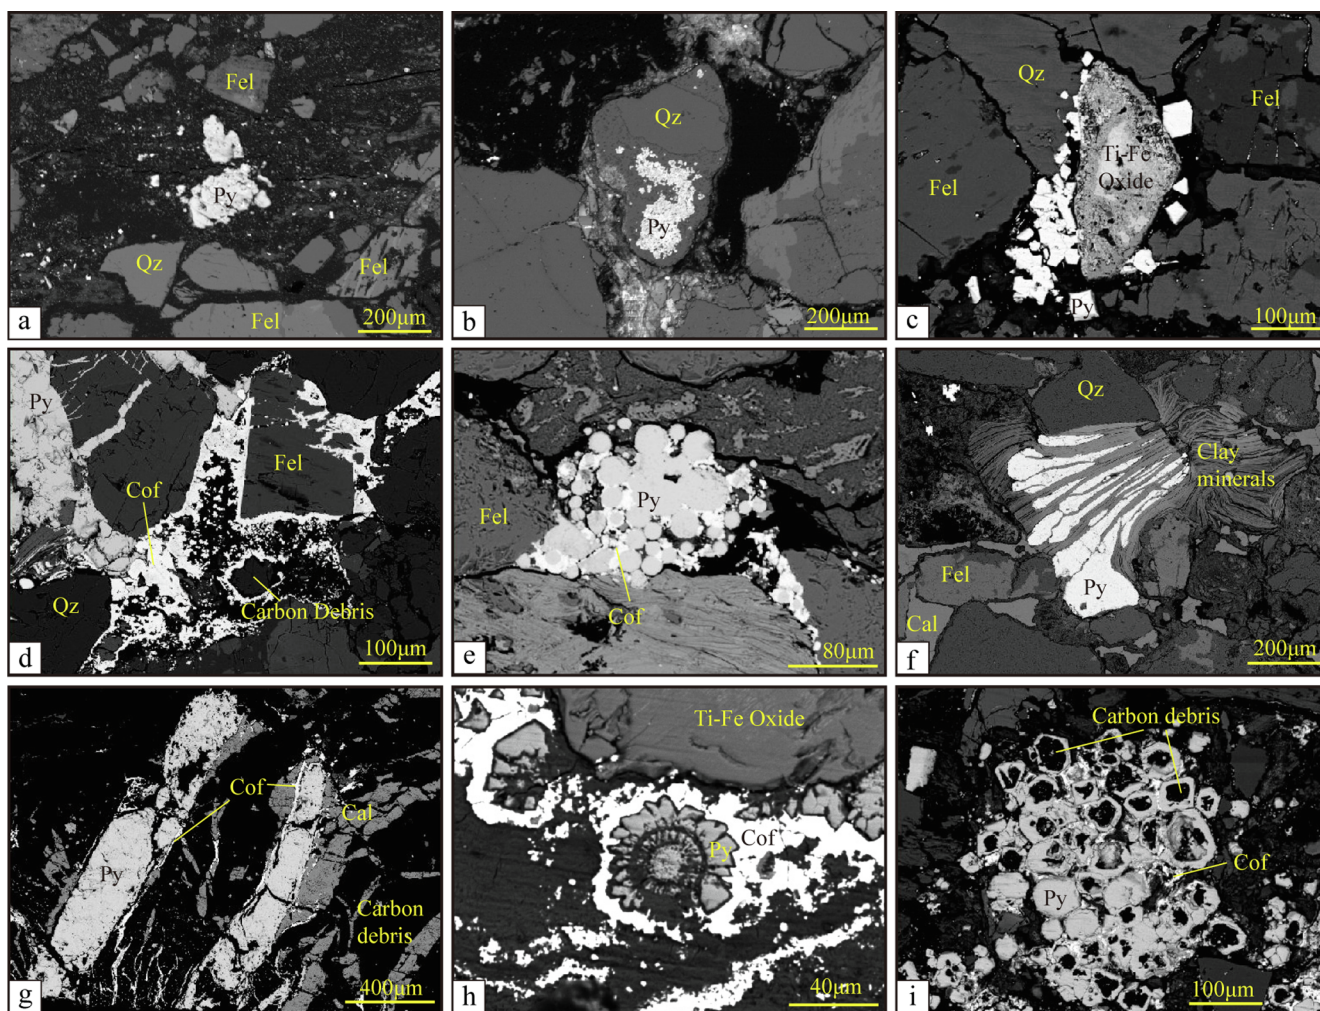 Fel
Py
Qz
Fel
Fel
a
200μm
Qz
Py
b
200μm
Qz
Fel
Ti-Fe
Oxide
Fel
Py
c
100μm
Py
Fel
Cof
Qz
Carbon Debris
d
100μm
Py
Fel
Cof
e
80μm
Qz
Clay
minerals
Fel
Py
Cal
f
200μm
Cof
Cal
Py
Carbon
debris
g
400μm
Ti-Fe Oxide
Cof
Py
h
40μm
Carbon debris
Cof
Py
i
100μm